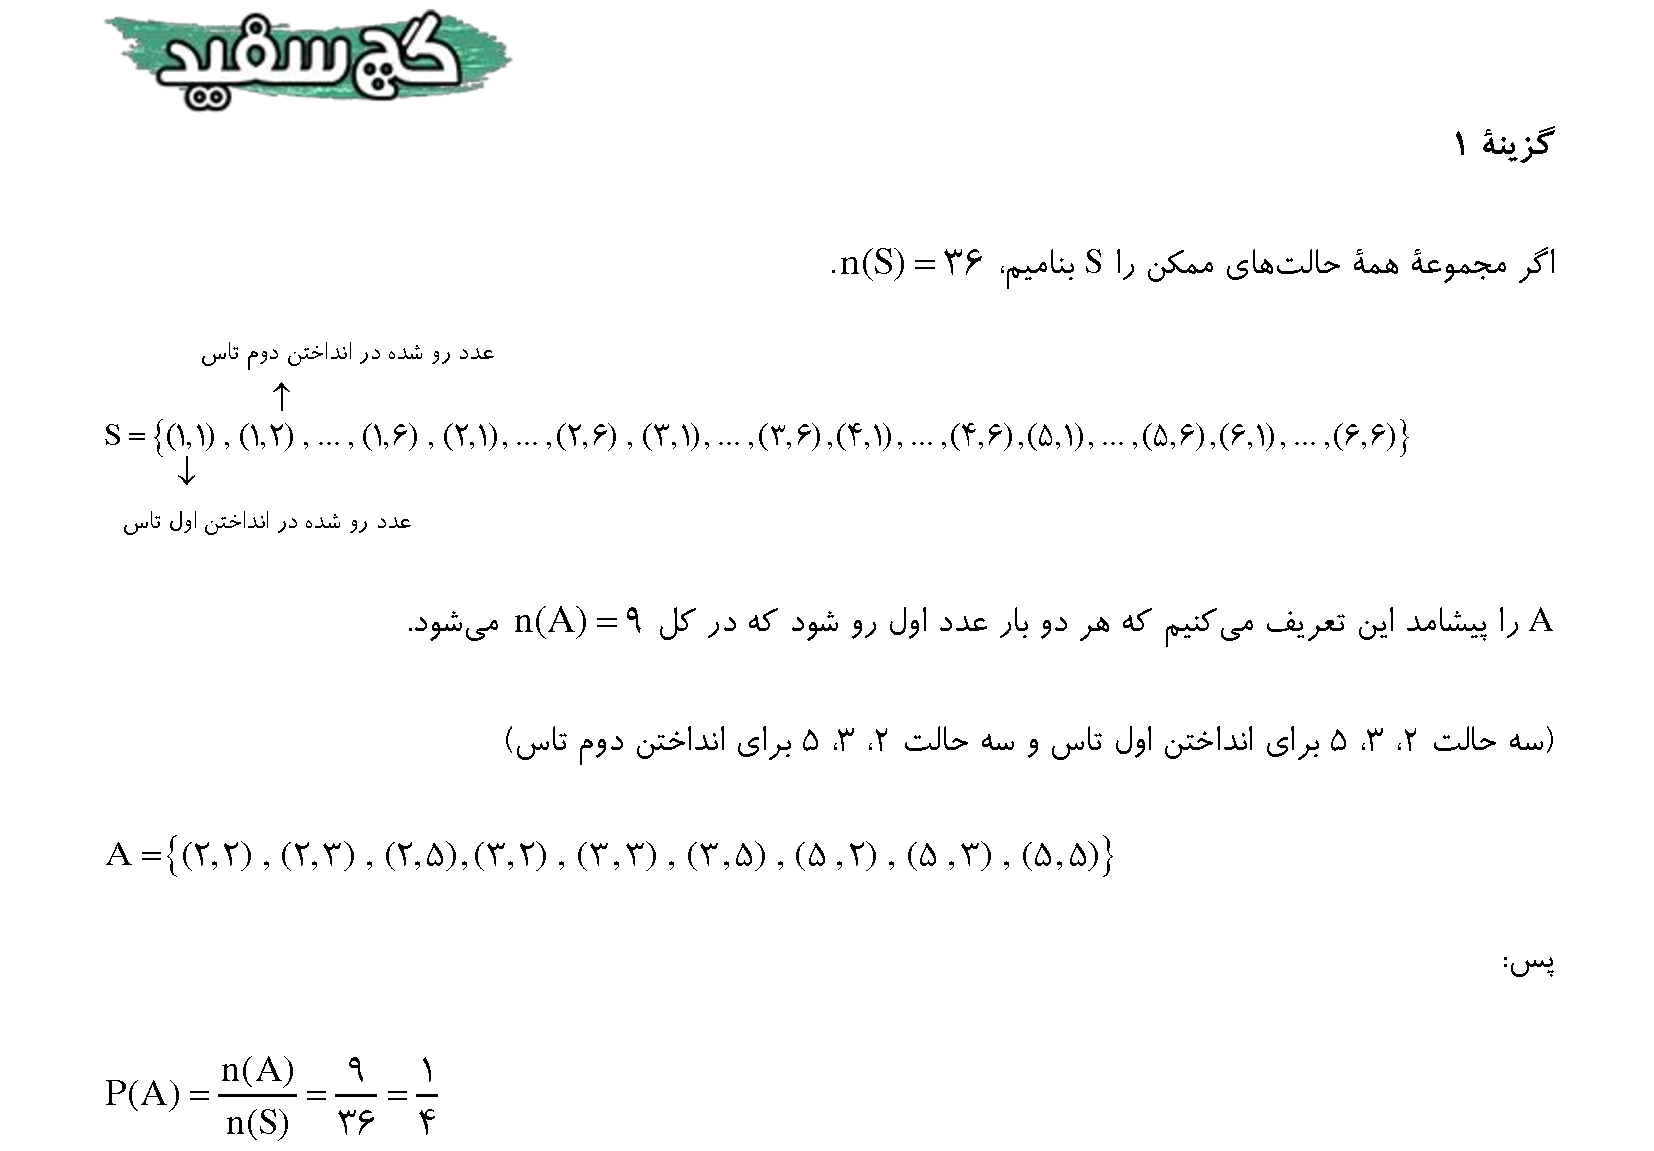 گچ سفید
گزینهٔ ۱
اگر مجموعهٔ همهٔ حالت‌های ممکن را S بنامیم، n(S) = ۳۶.
عدد رو شده در انداختن دوم تاس
↑
S = {(۱,۱) , (۱,۲) , ... , (۱,۶) , (۲,۱), ... ,(۲,۶) , (۳,۱), ... ,(۳,۶),(۴,۱), ... ,(۴,۶),(۵,۱), ... ,(۵,۶),(۶,۱), ... ,(۶,۶)}
↓
عدد رو شده در انداختن اول تاس
A را پیشامد این تعریف می‌کنیم که هر دو بار عدد اول رو شود که در کل n(A) = ۹ می‌شود.
(سه حالت ۲، ۳، ۵ برای انداختن اول تاس و سه حالت ۲، ۳، ۵ برای انداختن دوم تاس)
A = {(۲,۲) , (۲,۳) , (۲,۵),(۳,۲) , (۳,۳) , (۳,۵) , (۵ ,۲) , (۵ ,۳) , (۵,۵)}
پس:
P(A) = n(A)/n(S) = ۹/۳۶ = ۱/۴